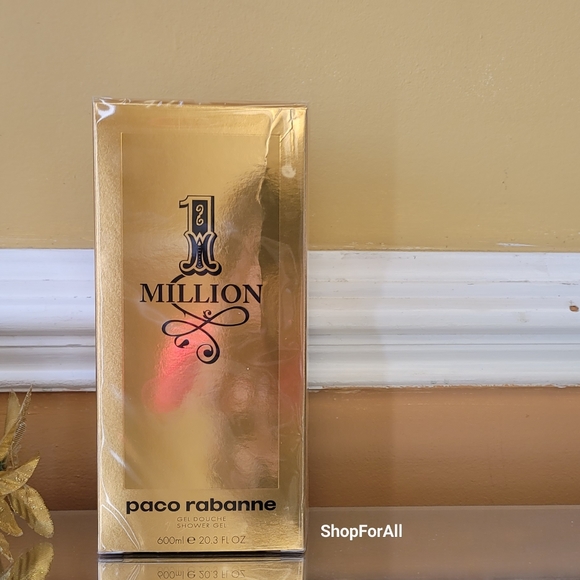 1
MILLION
paco rabanne
GEL DOUCHE
SHOWER GEL
600ml ℮ 20,3 FL OZ
ShopForAll